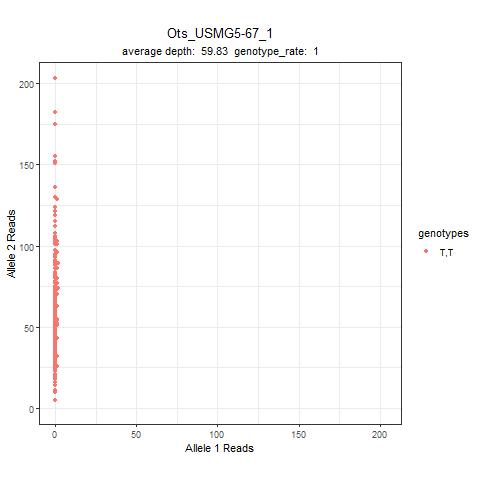 Ots_USMG5-67_1
average depth: 59.83 genotype_rate: 1
200
150
100
50
0
Allele 2 Reads
0 50 100 150 200
Allele 1 Reads
genotypes
T,T